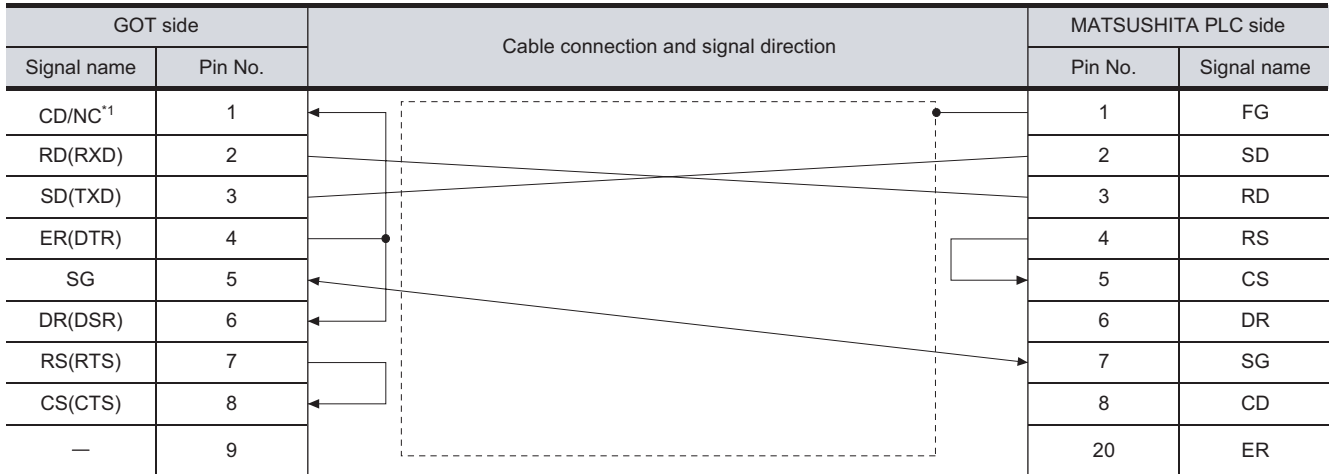 GOT side Cable connection and signal direction MATSUSHITA PLC side
Signal name Pin No. Pin No. Signal name
CD/NC*1 1 1 FG
RD(RXD) 2 2 SD
SD(TXD) 3 3 RD
ER(DTR) 4 4 RS
SG 5 5 CS
DR(DSR) 6 6 DR
RS(RTS) 7 7 SG
CS(CTS) 8 8 CD
— 9 20 ER